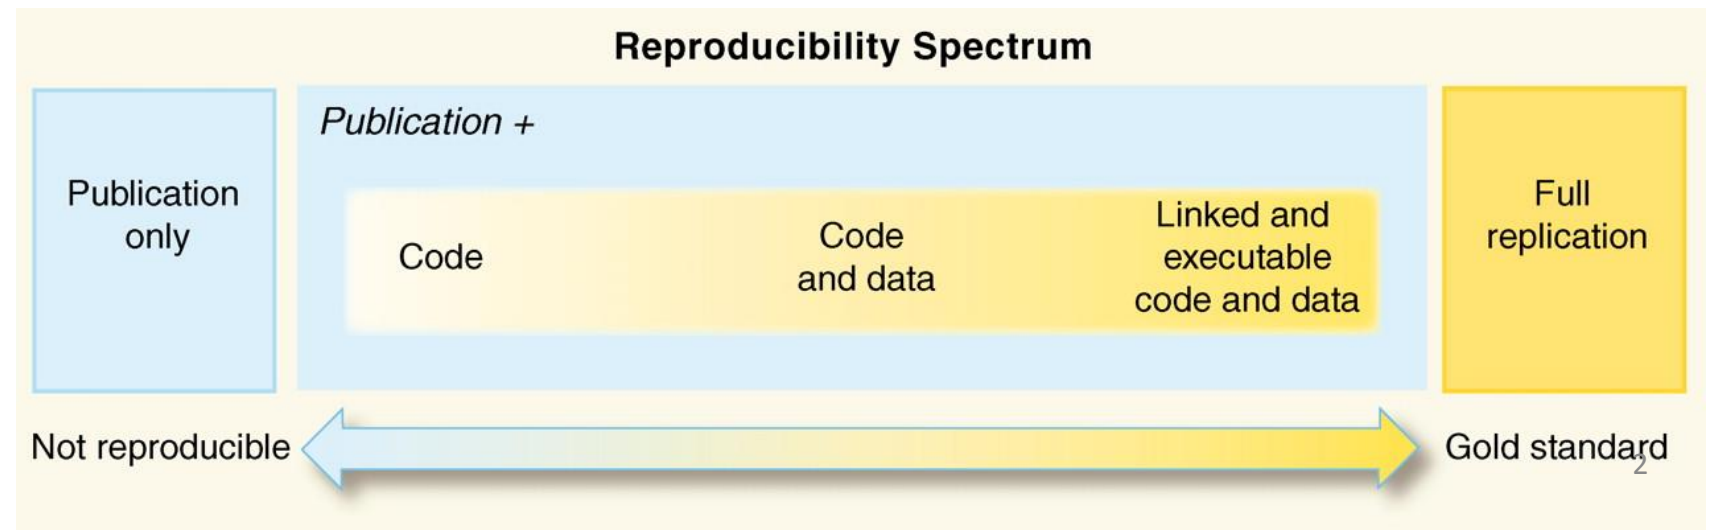 Reproducibility Spectrum
Publication
only
Publication +
Code
Code
and data
Linked and
executable
code and data
Full
replication
Not reproducible
Gold standard
2